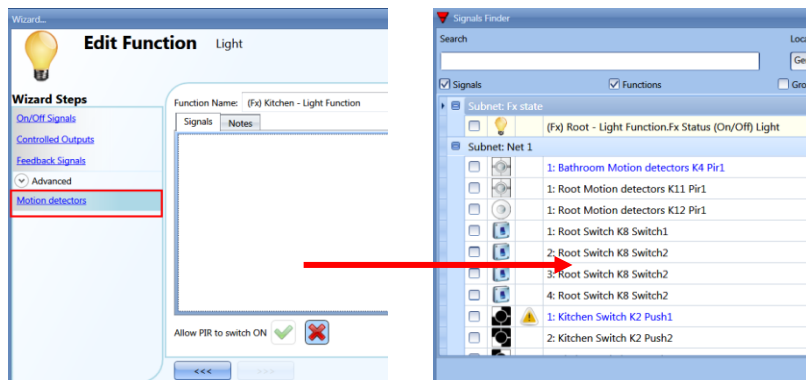 Wizard...
Edit Function Light
Wizard Steps
On/Off Signals
Controlled Outputs
Feedback Signals
Advanced
Motion detectors
Function Name: (Fx) Kitchen - Light Function
Signals Notes
Allow PIR to switch ON
<<< >>>
Signals Finder
Search Loca
Ge
Signals Functions Gro
Subnet: Fx state
(Fx) Root - Light Function.Fx Status (On/Off) Light
Subnet: Net 1
1: Bathroom Motion detectors K4 Pir1
1: Root Motion detectors K11 Pir1
1: Root Motion detectors K12 Pir1
1: Root Switch K8 Switch1
2: Root Switch K8 Switch2
3: Root Switch K8 Switch2
4: Root Switch K8 Switch2
1: Kitchen Switch K2 Push1
2: Kitchen Switch K2 Push2